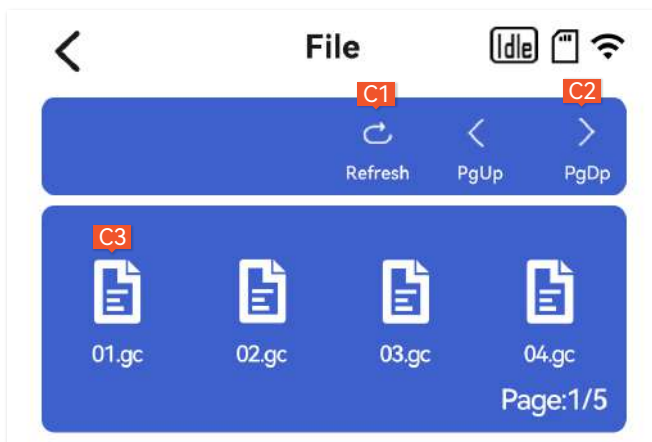 File Idle
C1 C2
Refresh PgUp PgDp
C3
01.gc 02.gc 03.gc 04.gc
Page:1/5